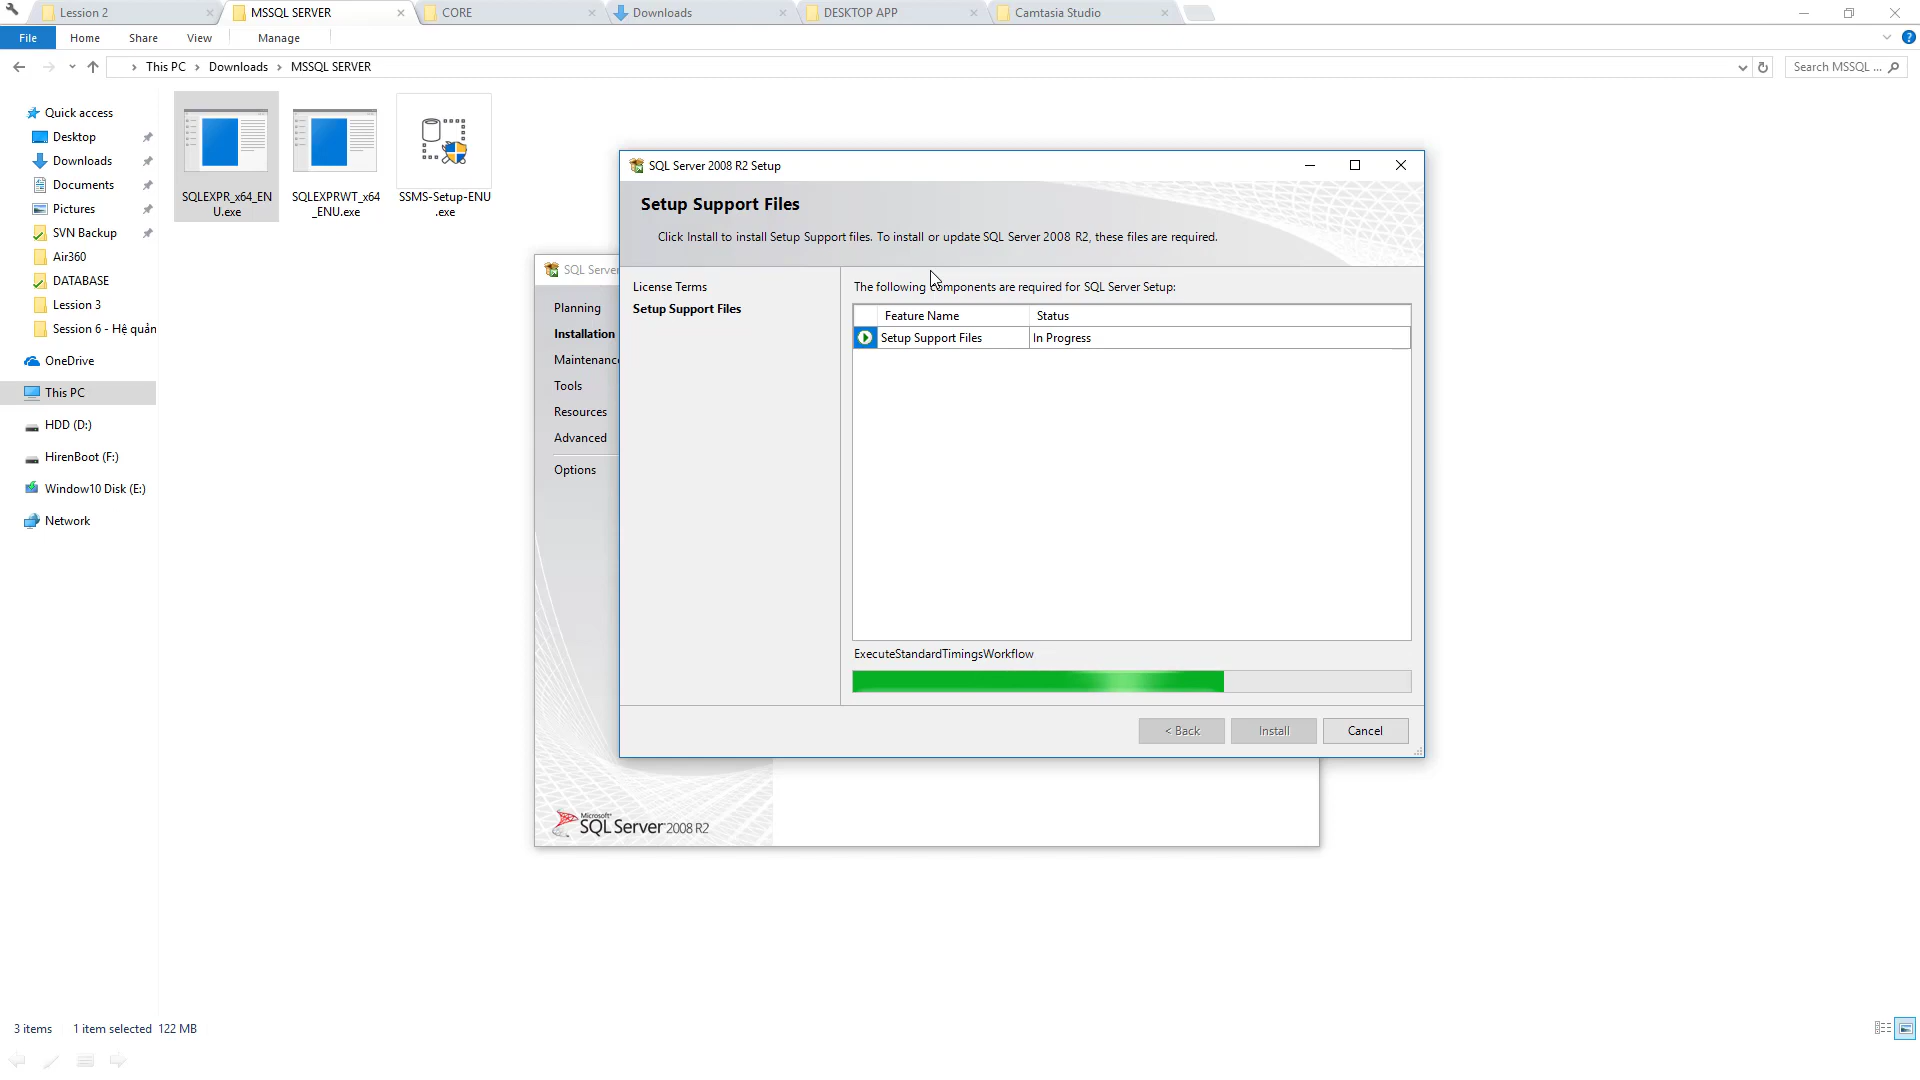 Lession 2
MSSQL SERVER
CORE
Downloads
DESKTOP APP
Camtasia Studio
File
Home
Share
View
Manage
This PC
Downloads
MSSQL SERVER
Search MSSQL ...
Quick access
Desktop
Downloads
Documents
Pictures
SVN Backup
Air360
DATABASE
Lession 3
Session 6 - Hệ quản
OneDrive
This PC
HDD (D:)
HirenBoot (F:)
Window10 Disk (E:)
Network
SQLEXPR_x64_EN
U.exe
SQLEXPRWT_x64
_ENU.exe
SSMS-Setup-ENU
.exe
SQL Server
Planning
Installation
Maintenance
Tools
Resources
Advanced
Options
Microsoft
SQL Server 2008 R2
SQL Server 2008 R2 Setup
Setup Support Files
Click Install to install Setup Support files. To install or update SQL Server 2008 R2, these files are required.
License Terms
Setup Support Files
The following components are required for SQL Server Setup:
Feature Name
Status
Setup Support Files
In Progress
ExecuteStandardTimingsWorkflow
< Back
Install
Cancel
3 items
1 item selected 122 MB